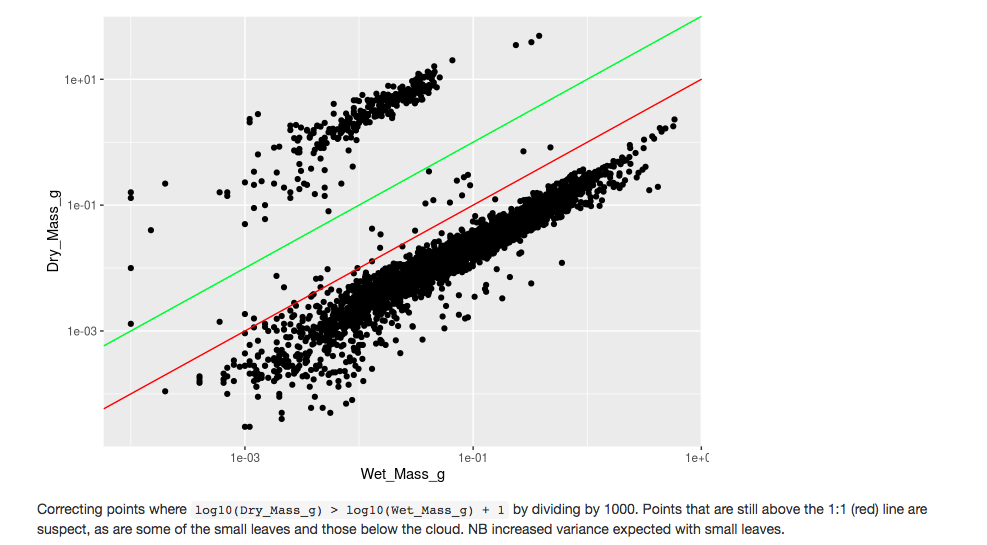 1e+01
1e-01
1e-03
Dry_Mass_g
1e-03
1e-01
1e+0
Wet_Mass_g
Correcting points where log10(Dry_Mass_g) > log10(Wet_Mass_g) + 1 by dividing by 1000. Points that are still above the 1:1 (red) line are
suspect, as are some of the small leaves and those below the cloud. NB increased variance expected with small leaves.